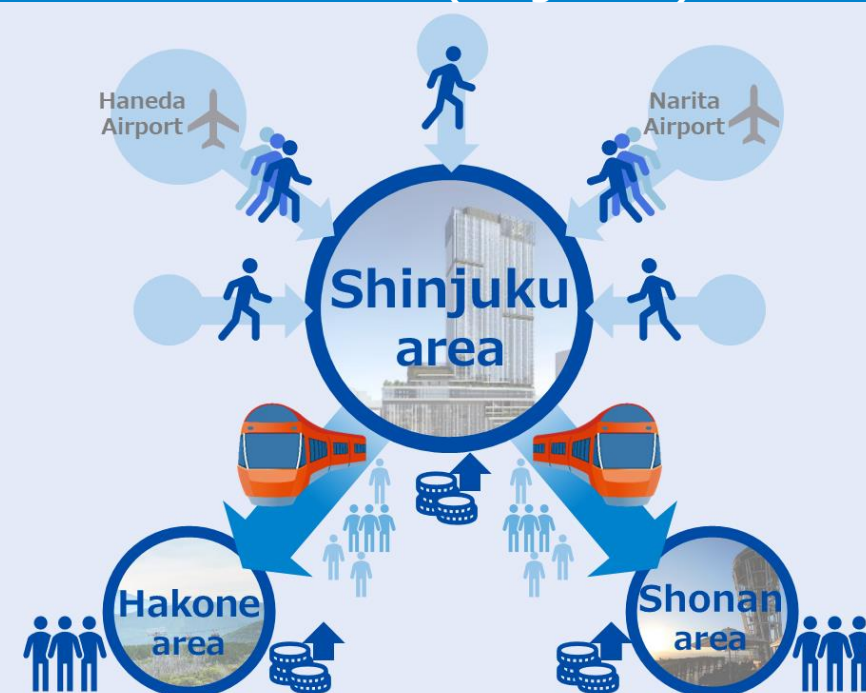 Haneda
Airport
Narita
Airport
Shinjuku
area
Hakone
area
Shonan
area